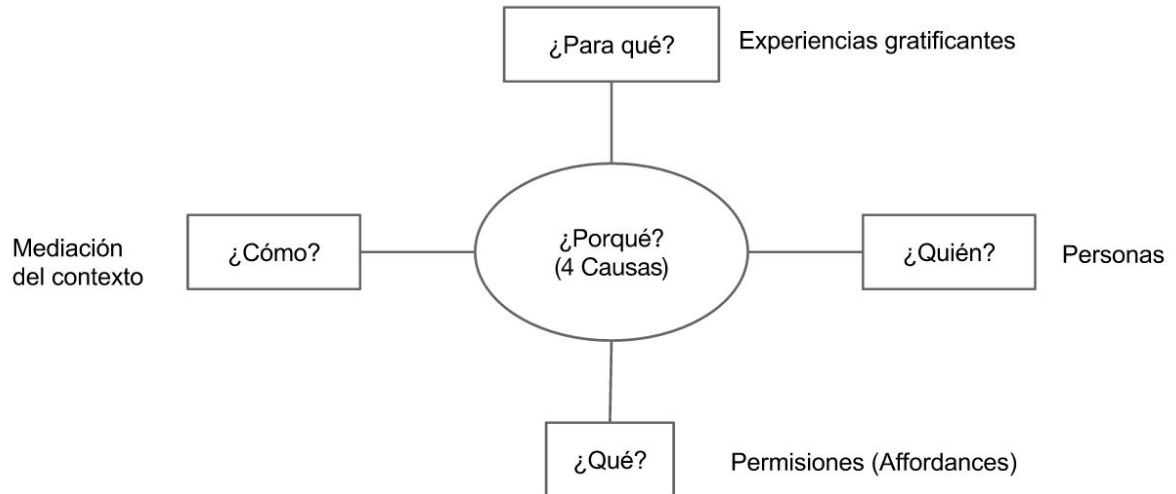 ¿Para qué?
Experiencias gratificantes
Mediación
del contexto
¿Cómo?
¿Porqué?
(4 Causas)
¿Quién?
Personas
¿Qué?
Permisiones (Affordances)